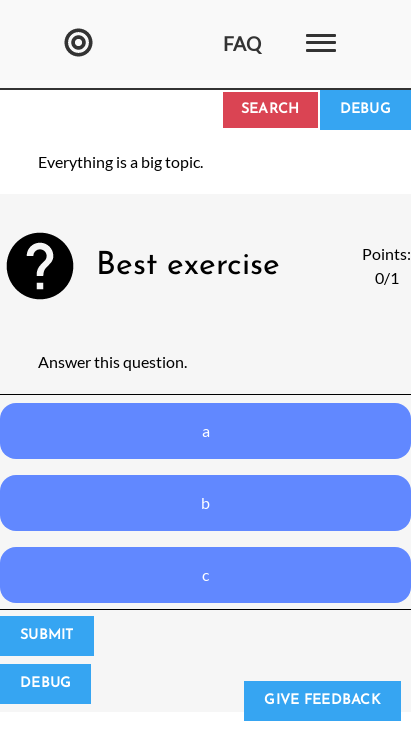 FAQ
SEARCH DEBUG
Everything is a big topic.
Best exercise
Points:
0/1
Answer this question.
a
b
c
SUBMIT
DEBUG
GIVE FEEDBACK